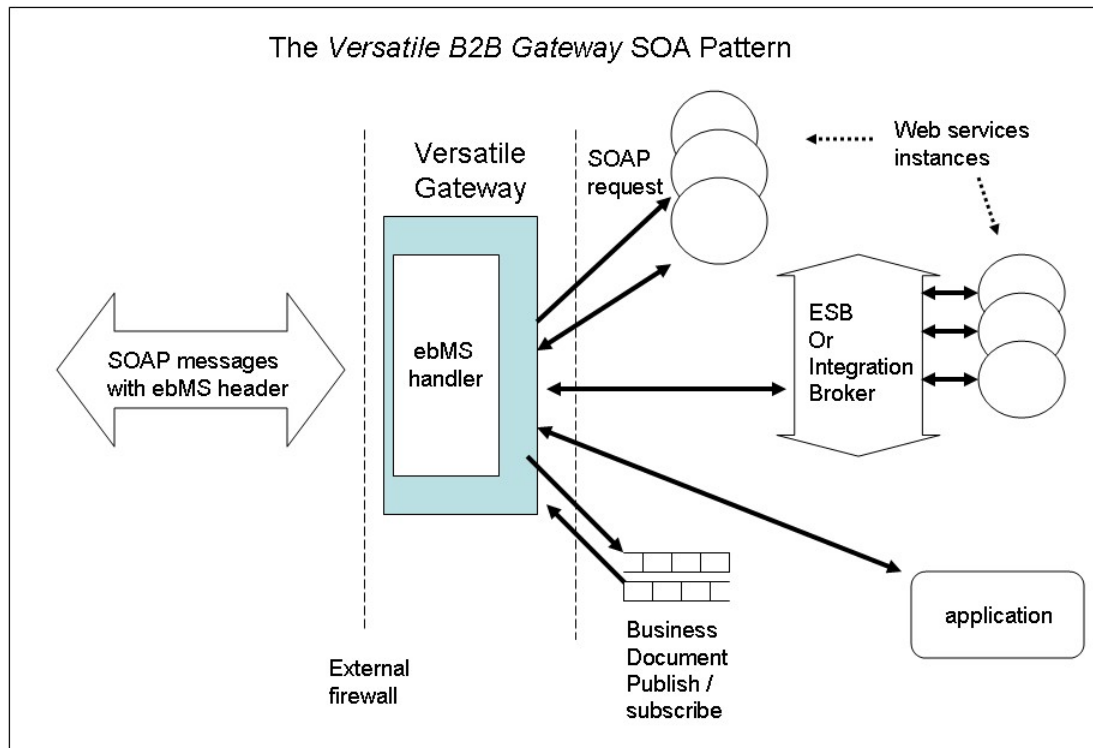 The Versatile B2B Gateway SOA Pattern
Versatile
Gateway
SOAP
request
Web services
instances
SOAP messages
with ebMS header
ebMS
handler
ESB
Or
Integration
Broker
application
Business
Document
Publish /
subscribe
External
firewall